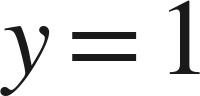 y = 1